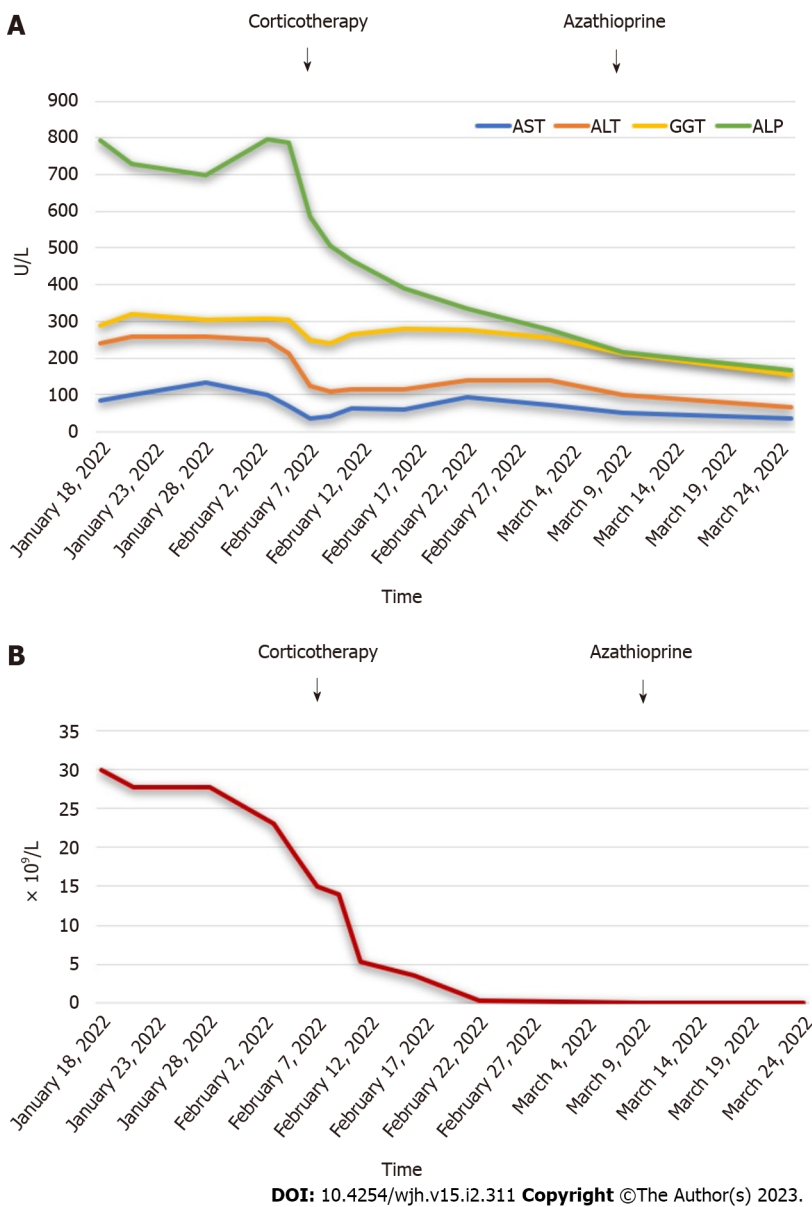 A
Corticotherapy
Azathioprine
900
AST ALT GGT ALP
800
700
600
500
400
300
200
100
0
U/L
January 18, 2022
January 23, 2022
January 28, 2022
February 2, 2022
February 7, 2022
February 12, 2022
February 17, 2022
February 22, 2022
February 27, 2022
March 4, 2022
March 9, 2022
March 14, 2022
March 19, 2022
March 24, 2022
Time
B
Corticotherapy
Azathioprine
35
30
25
20
15
10
5
0
× 10⁹/L
January 18, 2022
January 23, 2022
January 28, 2022
February 2, 2022
February 7, 2022
February 12, 2022
February 17, 2022
February 22, 2022
February 27, 2022
March 4, 2022
March 9, 2022
March 14, 2022
March 19, 2022
March 24, 2022
Time
DOI: 10.4254/wjh.v15.i2.311 Copyright ©The Author(s) 2023.